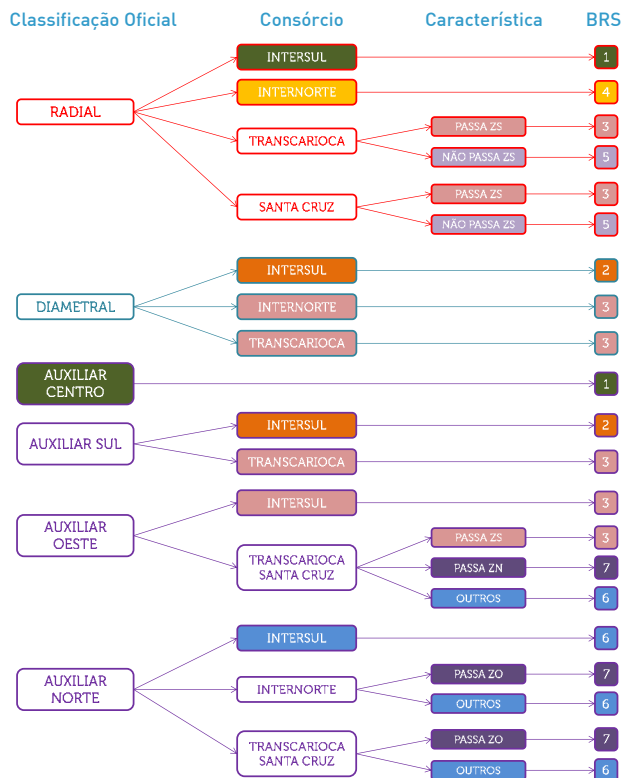 Classificação Oficial Consórcio Característica BRS
INTERSUL 1
INTERNORTE 4
RADIAL
PASSA ZS 3
TRANSCARIOCA
NÃO PASSA ZS 5
PASSA ZS 3
SANTA CRUZ
NÃO PASSA ZS 5
INTERSUL 2
DIAMETRAL INTERNORTE 3
TRANSCARIOCA 3
AUXILIAR
CENTRO
1
INTERSUL 2
AUXILIAR SUL
TRANSCARIOCA 3
INTERSUL 3
AUXILIAR
OESTE
PASSA ZS 3
TRANSCARIOCA
SANTA CRUZ
PASSA ZN 7
OUTROS 6
INTERSUL 6
AUXILIAR
NORTE
PASSA ZO 7
INTERNORTE
OUTROS 6
PASSA ZO 7
TRANSCARIOCA
SANTA CRUZ
OUTROS 6